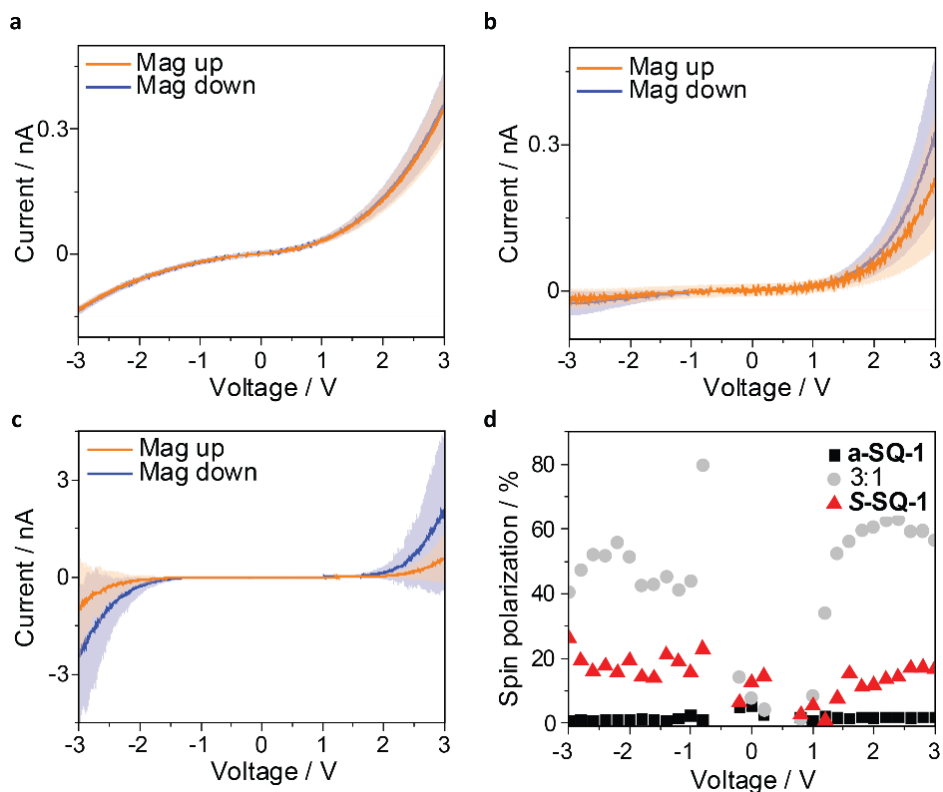 a
Mag up
Mag down
0.3
0
Current / nA
-3 -2 -1 0 1 2 3
Voltage / V
b
Mag up
Mag down
0.3
0
Current / nA
-3 -2 -1 0 1 2 3
Voltage / V
c
Mag up
Mag down
3
0
-3
Current / nA
-3 -2 -1 0 1 2 3
Voltage / V
d
a-SQ-1
3:1
S-SQ-1
80
60
40
20
0
Spin polarization / %
-3 -2 -1 0 1 2 3
Voltage / V